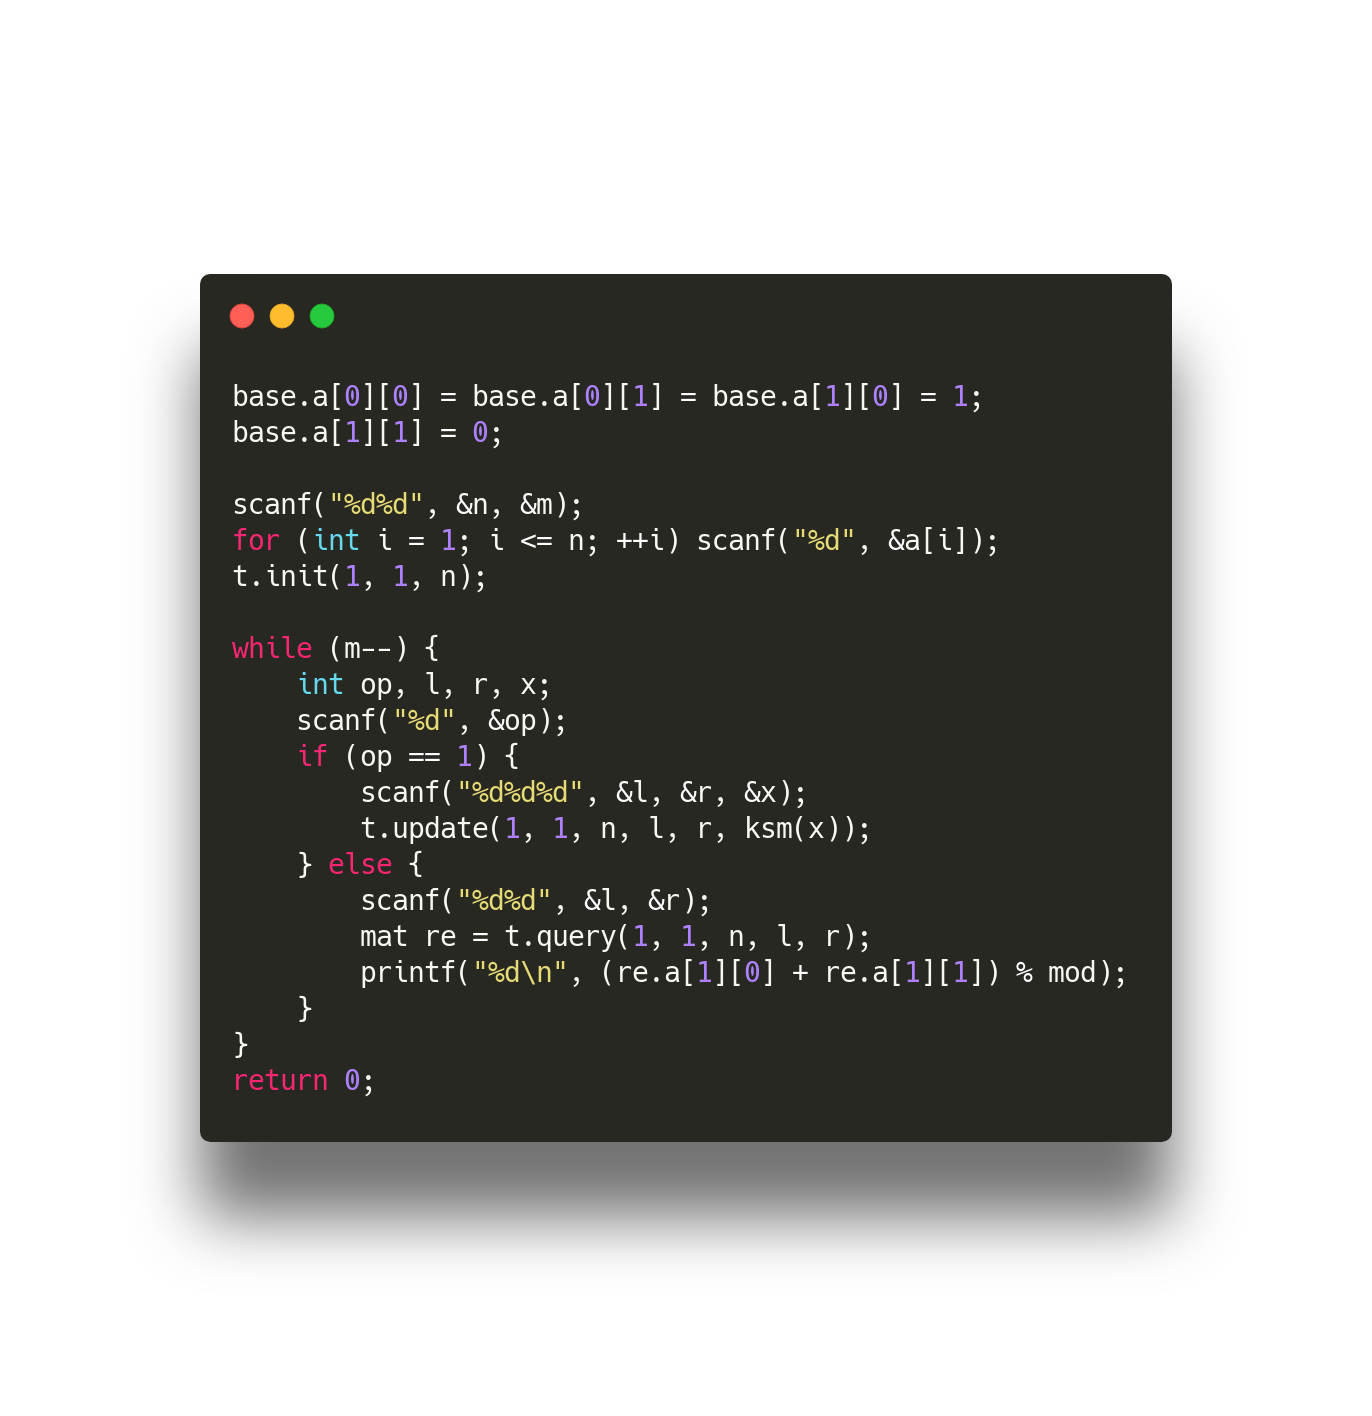 base.a[0][0] = base.a[0][1] = base.a[1][0] = 1;
base.a[1][1] = 0;

scanf("%d%d", &n, &m);
for (int i = 1; i <= n; ++i) scanf("%d", &a[i]);
t.init(1, 1, n);

while (m--) {
    int op, l, r, x;
    scanf("%d", &op);
    if (op == 1) {
        scanf("%d%d%d", &l, &r, &x);
        t.update(1, 1, n, l, r, ksm(x));
    } else {
        scanf("%d%d", &l, &r);
        mat re = t.query(1, 1, n, l, r);
        printf("%d\n", (re.a[1][0] + re.a[1][1]) % mod);
    }
}
return 0;